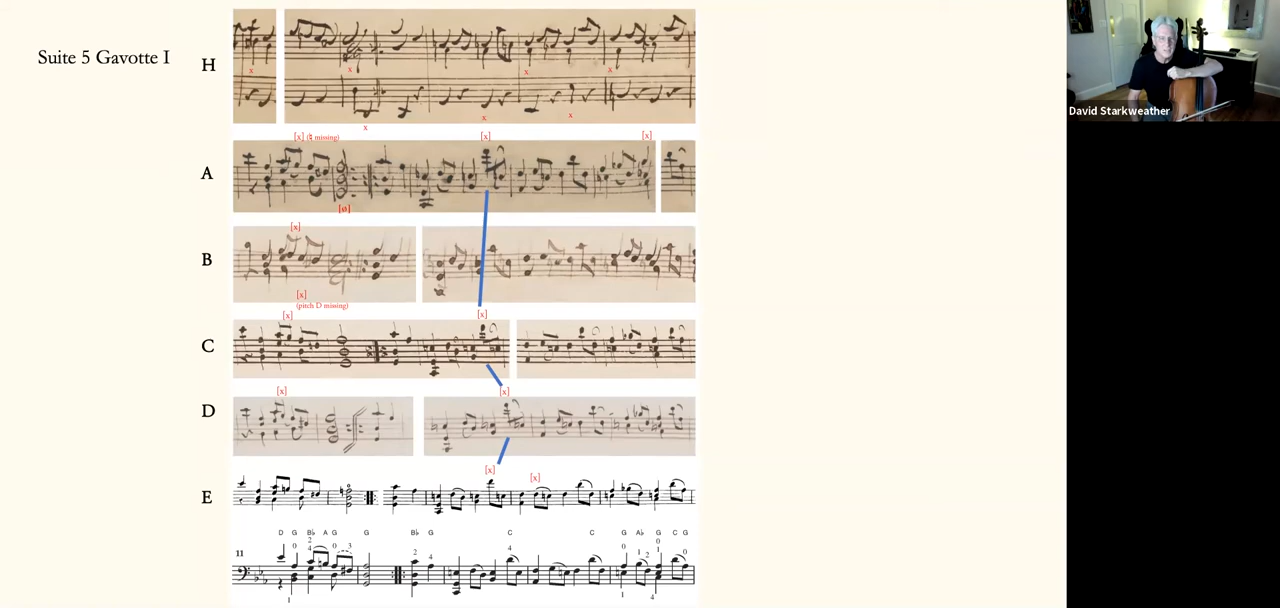 Suite 5 Gavotte I
H
x
x
x
x
x
x
x
[x] (♮ missing)
[x]
[x]
A
[ø]
[x]
B
[x]
(pitch D missing)
[x]
[x]
C
[x]
[x]
D
[x]
[x]
E
D G B♭ A G G B♭ G C C G A♭ G C G
11
David Starkweather